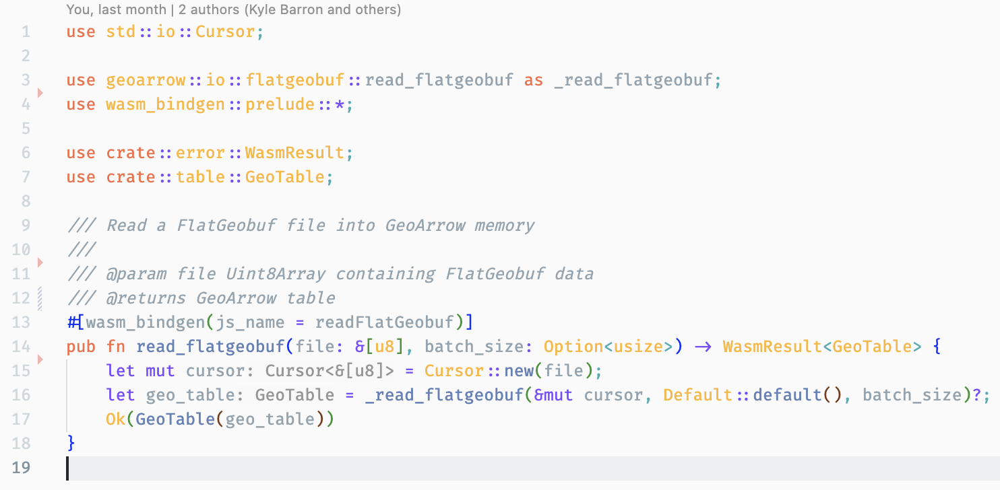 You, last month | 2 authors (Kyle Barron and others)
1 use std::io::Cursor;
2
3 use geoarrow::io::flatgeobuf::read_flatgeobuf as _read_flatgeobuf;
4 use wasm_bindgen::prelude::*;
5
6 use crate::error::WasmResult;
7 use crate::table::GeoTable;
8
9 /// Read a FlatGeobuf file into GeoArrow memory
10 ///
11 /// @param file Uint8Array containing FlatGeobuf data
12 /// @returns GeoArrow table
13 #[wasm_bindgen(js_name = readFlatGeobuf)]
14 pub fn read_flatgeobuf(file: &[u8], batch_size: Option<usize>) -> WasmResult<GeoTable> {
15     let mut cursor: Cursor<&[u8]> = Cursor::new(file);
16     let geo_table: GeoTable = _read_flatgeobuf(&mut cursor, Default::default(), batch_size)?;
17     Ok(GeoTable(geo_table))
18 }
19